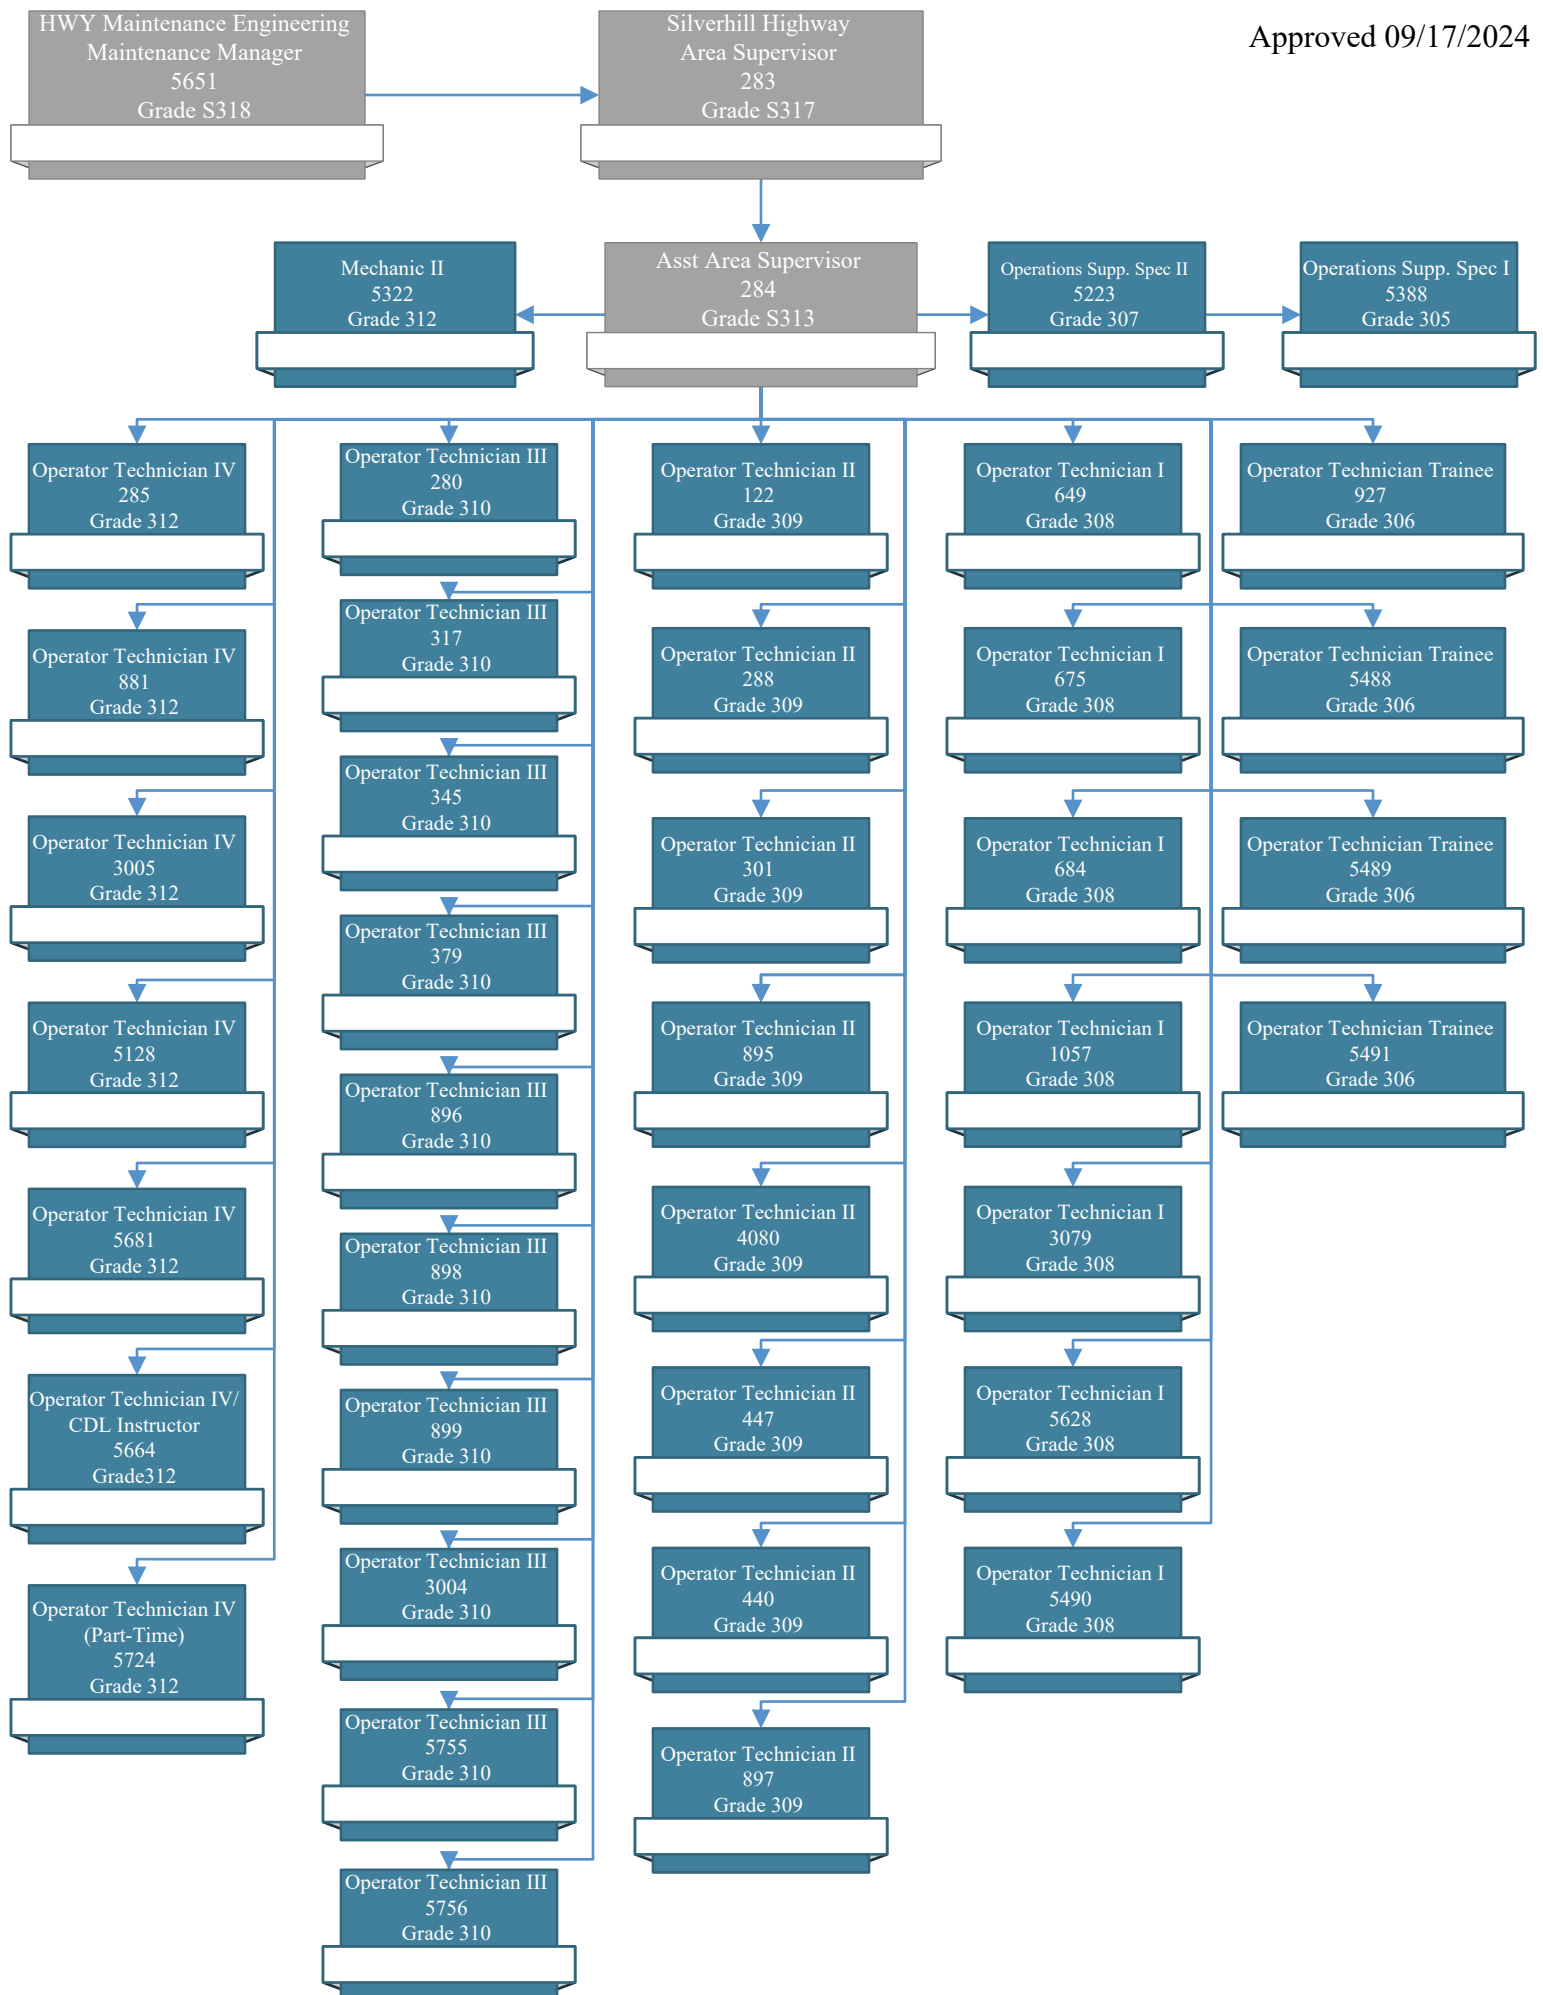 HWY Maintenance Engineering
Maintenance Manager
5651
Grade S318
Silverhill Highway
Area Supervisor
283
Grade S317
Approved 09/17/2024
Mechanic II
5322
Grade 312
Asst Area Supervisor
284
Grade S313
Operations Supp. Spec II
5223
Grade 307
Operations Supp. Spec I
5388
Grade 305
Operator Technician IV
285
Grade 312
Operator Technician IV
881
Grade 312
Operator Technician IV
3005
Grade 312
Operator Technician IV
5128
Grade 312
Operator Technician IV
5681
Grade 312
Operator Technician IV/
CDL Instructor
5664
Grade312
Operator Technician IV
(Part-Time)
5724
Grade 312
Operator Technician III
280
Grade 310
Operator Technician III
317
Grade 310
Operator Technician III
345
Grade 310
Operator Technician III
379
Grade 310
Operator Technician III
896
Grade 310
Operator Technician III
898
Grade 310
Operator Technician III
899
Grade 310
Operator Technician III
3004
Grade 310
Operator Technician III
5755
Grade 310
Operator Technician III
5756
Grade 310
Operator Technician II
122
Grade 309
Operator Technician II
288
Grade 309
Operator Technician II
301
Grade 309
Operator Technician II
895
Grade 309
Operator Technician II
4080
Grade 309
Operator Technician II
447
Grade 309
Operator Technician II
440
Grade 309
Operator Technician II
897
Grade 309
Operator Technician I
649
Grade 308
Operator Technician I
675
Grade 308
Operator Technician I
684
Grade 308
Operator Technician I
1057
Grade 308
Operator Technician I
3079
Grade 308
Operator Technician I
5628
Grade 308
Operator Technician I
5490
Grade 308
Operator Technician Trainee
927
Grade 306
Operator Technician Trainee
5488
Grade 306
Operator Technician Trainee
5489
Grade 306
Operator Technician Trainee
5491
Grade 306